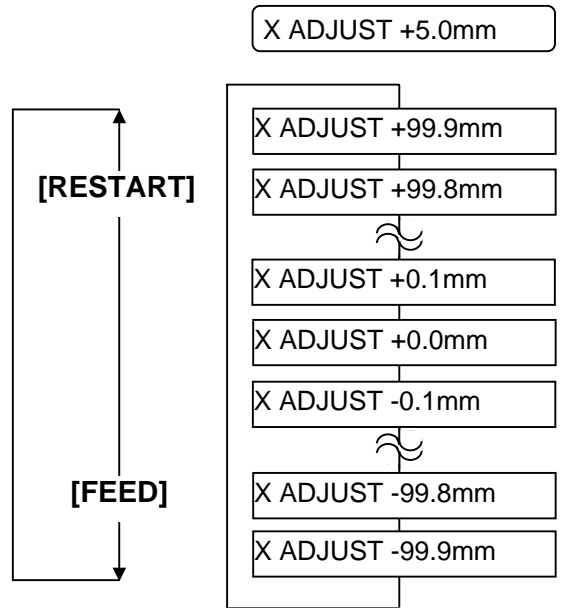 X ADJUST +5.0mm
X ADJUST +99.9mm
[RESTART]
X ADJUST +99.8mm
X ADJUST +0.1mm
X ADJUST +0.0mm
X ADJUST -0.1mm
[FEED]
X ADJUST -99.8mm
X ADJUST -99.9mm